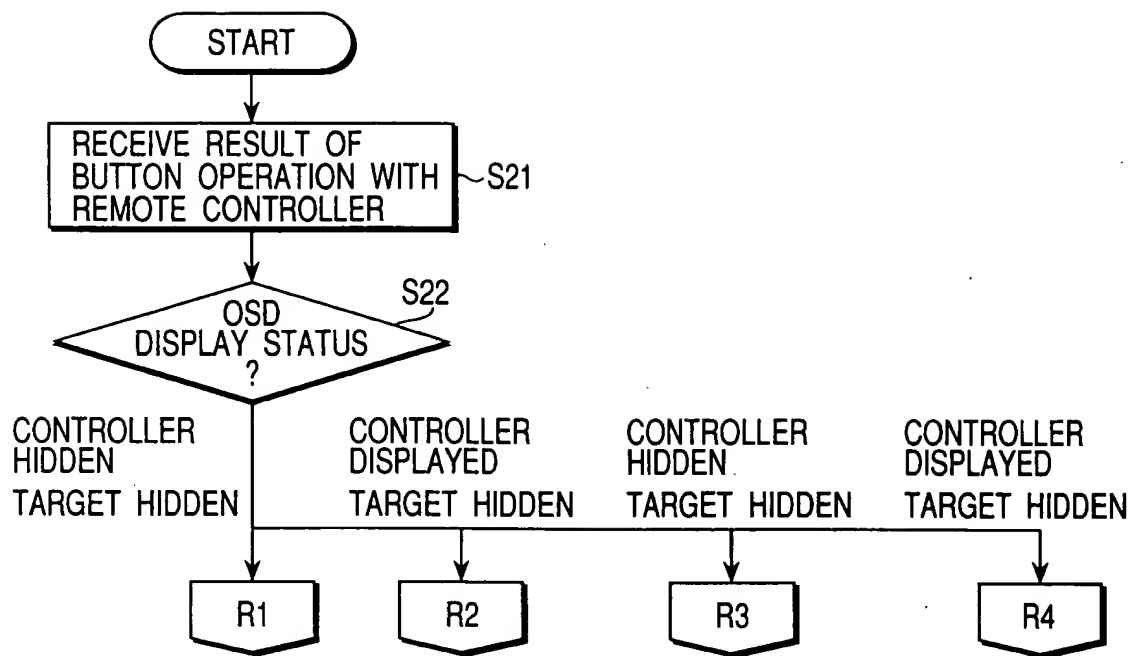 START
RECEIVE RESULT OF
BUTTON OPERATION WITH
REMOTE CONTROLLER
S21
S22
OSD
DISPLAY STATUS
?
CONTROLLER
HIDDEN
TARGET HIDDEN
CONTROLLER
DISPLAYED
TARGET HIDDEN
CONTROLLER
HIDDEN
TARGET HIDDEN
CONTROLLER
DISPLAYED
TARGET HIDDEN
R1
R2
R3
R4